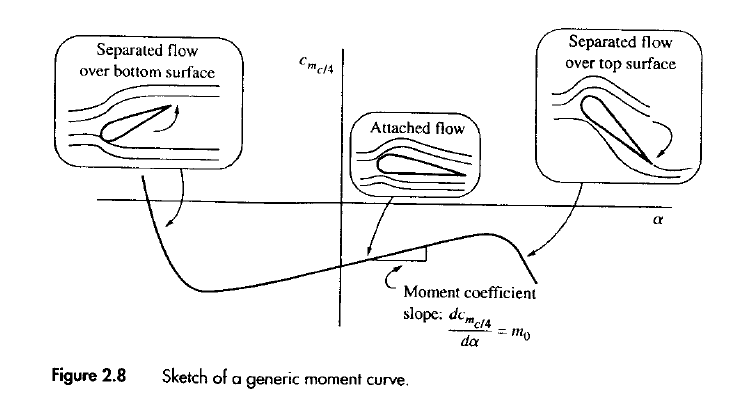 Separated flow
over bottom surface
c_{m_{c/4}}
Separated flow
over top surface
Attached flow
α
Moment coefficient
slope: dc_{m_{c/4}}/dα = m_0
Figure 2.8 Sketch of a generic moment curve.